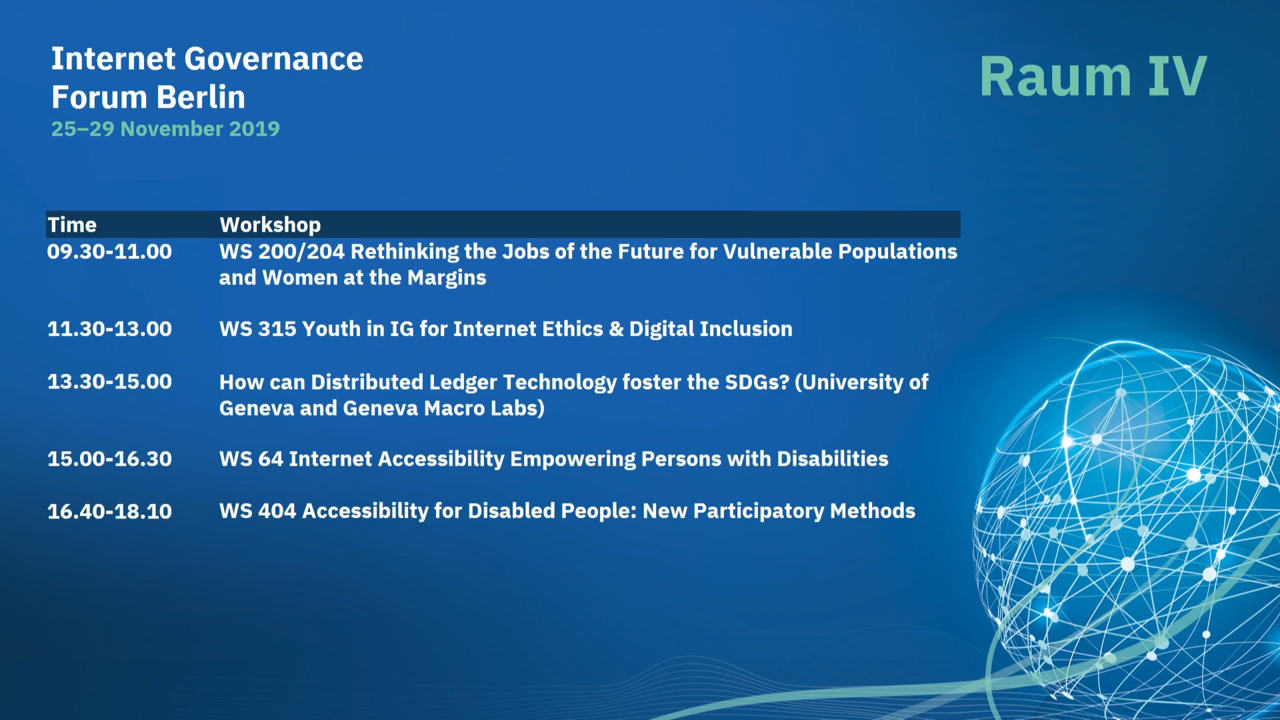 Internet Governance
Forum Berlin
25–29 November 2019
Raum IV
Time Workshop
09.30-11.00 WS 200/204 Rethinking the Jobs of the Future for Vulnerable Populations
and Women at the Margins
11.30-13.00 WS 315 Youth in IG for Internet Ethics & Digital Inclusion
13.30-15.00 How can Distributed Ledger Technology foster the SDGs? (University of
Geneva and Geneva Macro Labs)
15.00-16.30 WS 64 Internet Accessibility Empowering Persons with Disabilities
16.40-18.10 WS 404 Accessibility for Disabled People: New Participatory Methods